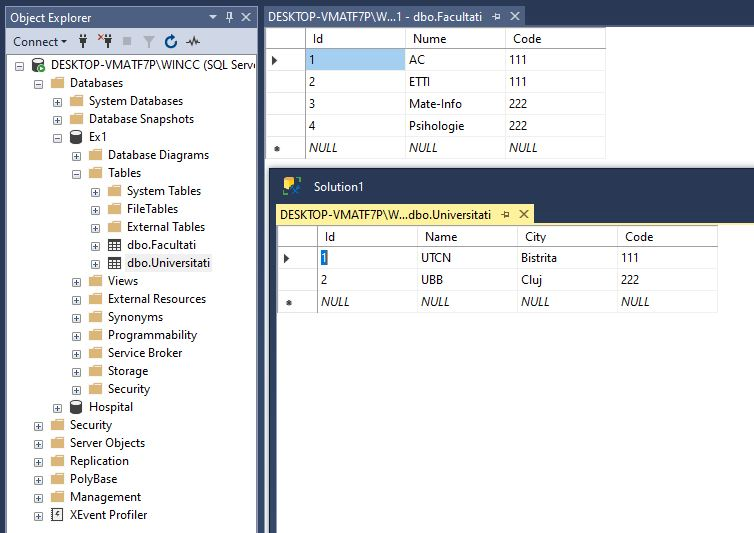 Object Explorer
Connect
DESKTOP-VMATF7P\WINCC (SQL Serve
Databases
System Databases
Database Snapshots
Ex1
Database Diagrams
Tables
System Tables
FileTables
External Tables
dbo.Facultati
dbo.Universitati
Views
External Resources
Synonyms
Programmability
Service Broker
Storage
Security
Hospital
Security
Server Objects
Replication
PolyBase
Management
XEvent Profiler
DESKTOP-VMATF7P\W...1 - dbo.Facultati
Id Name Code
1 AC 111
2 ETTI 111
3 Mate-Info 222
4 Psihologie 222
NULL NULL NULL
Solution1
DESKTOP-VMATF7P\W...dbo.Universitati
Id Name City Code
1 UTCN Bistrita 111
2 UBB Cluj 222
NULL NULL NULL NULL